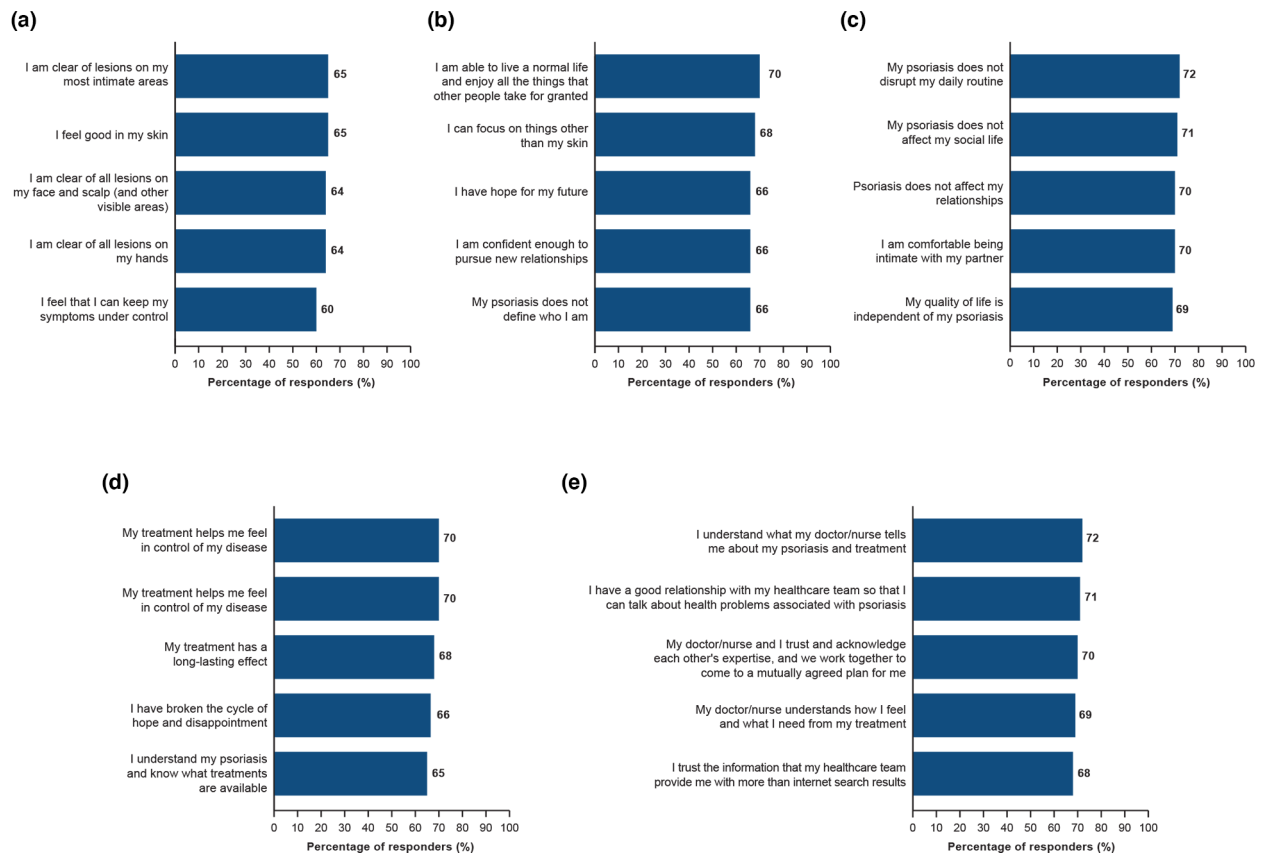 (a)
I am clear of lesions on my
most intimate areas
65
I feel good in my skin
65
I am clear of all lesions on
my face and scalp (and other
visible areas)
64
I am clear of all lesions on
my hands
64
I feel that I can keep my
symptoms under control
60
0 10 20 30 40 50 60 70 80 90 100
Percentage of responders (%)
(b)
I am able to live a normal life
and enjoy all the things that
other people take for granted
70
I can focus on things other
than my skin
68
I have hope for my future
66
I am confident enough to
pursue new relationships
66
My psoriasis does not
define who I am
66
0 10 20 30 40 50 60 70 80 90 100
Percentage of responders (%)
(c)
My psoriasis does not
disrupt my daily routine
72
My psoriasis does not
affect my social life
71
Psoriasis does not affect my
relationships
70
I am comfortable being
intimate with my partner
70
My quality of life is
independent of my psoriasis
69
0 10 20 30 40 50 60 70 80 90 100
Percentage of responders (%)
(d)
My treatment helps me feel
in control of my disease
70
My treatment helps me feel
in control of my disease
70
My treatment has a
long-lasting effect
68
I have broken the cycle of
hope and disappointment
66
I understand my psoriasis
and know what treatments
are available
65
0 10 20 30 40 50 60 70 80 90 100
Percentage of responders (%)
(e)
I understand what my doctor/nurse tells
me about my psoriasis and treatment
72
I have a good relationship with my healthcare team so that I
can talk about health problems associated with psoriasis
71
My doctor/nurse and I trust and acknowledge
each other's expertise, and we work together to
come to a mutually agreed plan for me
70
My doctor/nurse understands how I feel
and what I need from my treatment
69
I trust the information that my healthcare team
provide me with more than internet search results
68
0 10 20 30 40 50 60 70 80 90 100
Percentage of responders (%)